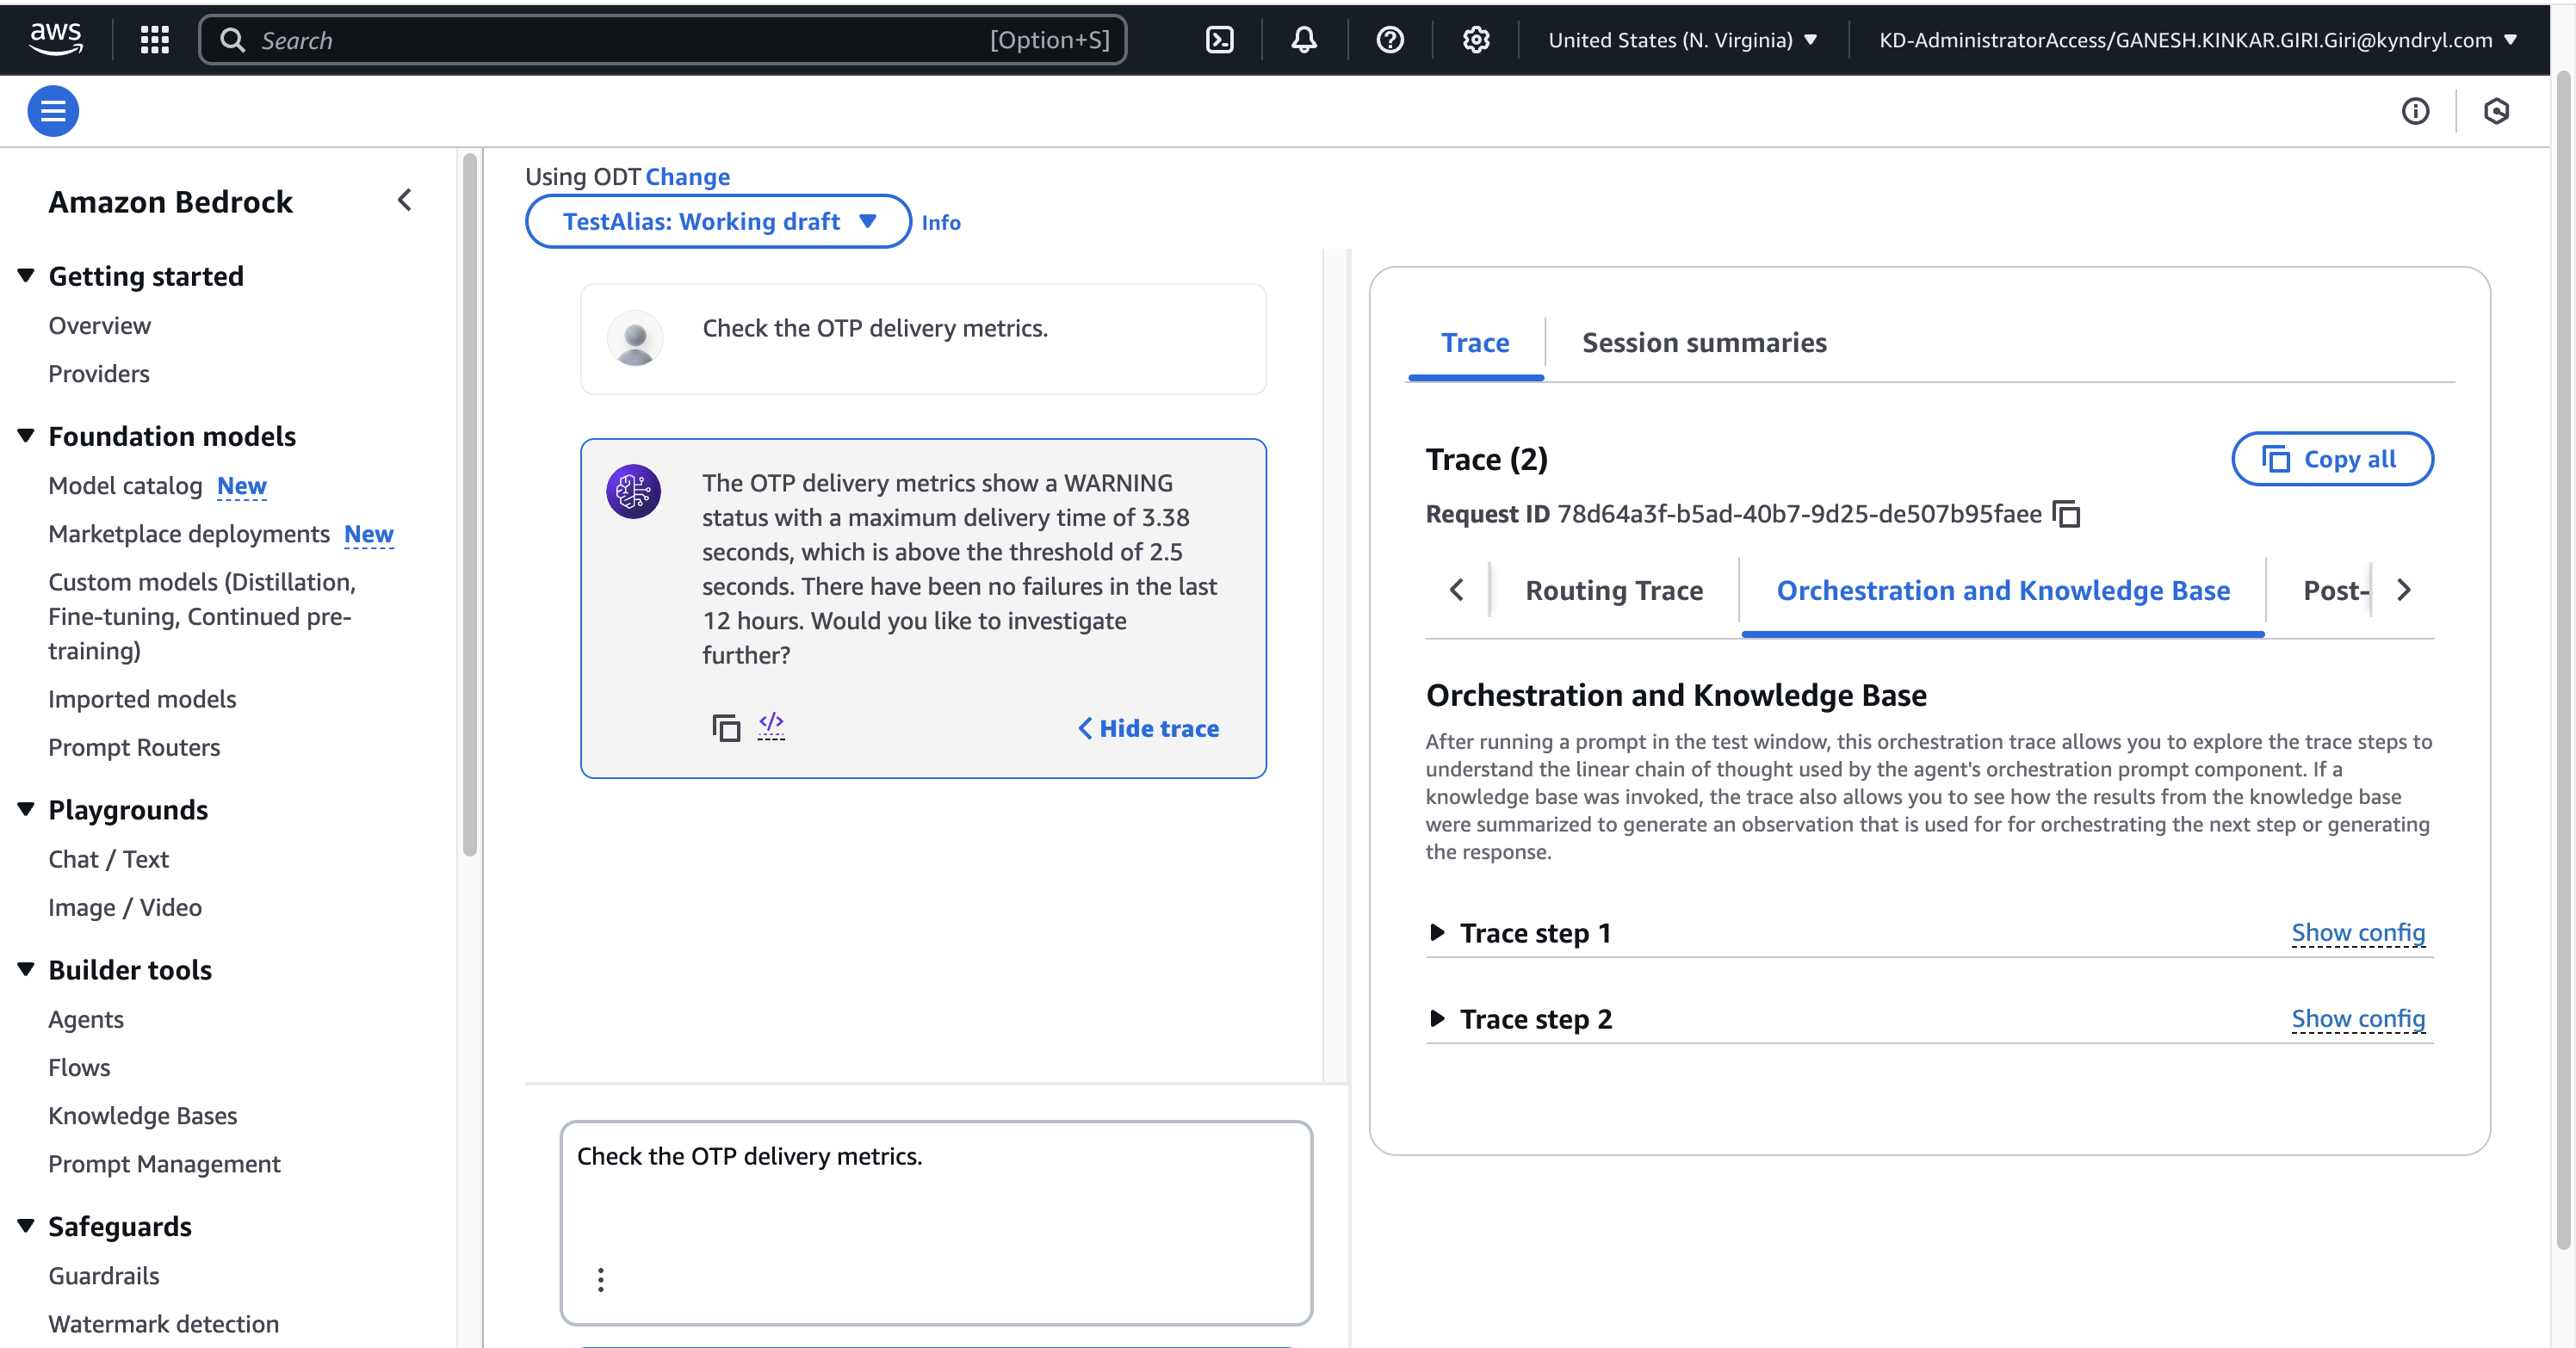 aws
Search
[Option+S]
United States (N. Virginia)
KD-AdministratorAccess/GANESH.KINKAR.GIRI.Giri@kyndryl.com
Amazon Bedrock
Getting started
Overview
Providers
Foundation models
Model catalog New
Marketplace deployments New
Custom models (Distillation,
Fine-tuning, Continued pre-
training)
Imported models
Prompt Routers
Playgrounds
Chat / Text
Image / Video
Builder tools
Agents
Flows
Knowledge Bases
Prompt Management
Safeguards
Guardrails
Watermark detection
Using ODT Change
TestAlias: Working draft
Info
Check the OTP delivery metrics.
The OTP delivery metrics show a WARNING
status with a maximum delivery time of 3.38
seconds, which is above the threshold of 2.5
seconds. There have been no failures in the last
12 hours. Would you like to investigate
further?
</>
Hide trace
Check the OTP delivery metrics.
Trace
Session summaries
Trace (2)
Copy all
Request ID 78d64a3f-b5ad-40b7-9d25-de507b95faee
Routing Trace
Orchestration and Knowledge Base
Post-
Orchestration and Knowledge Base
After running a prompt in the test window, this orchestration trace allows you to explore the trace steps to
understand the linear chain of thought used by the agent's orchestration prompt component. If a
knowledge base was invoked, the trace also allows you to see how the results from the knowledge base
were summarized to generate an observation that is used for for orchestrating the next step or generating
the response.
Trace step 1
Show config
Trace step 2
Show config